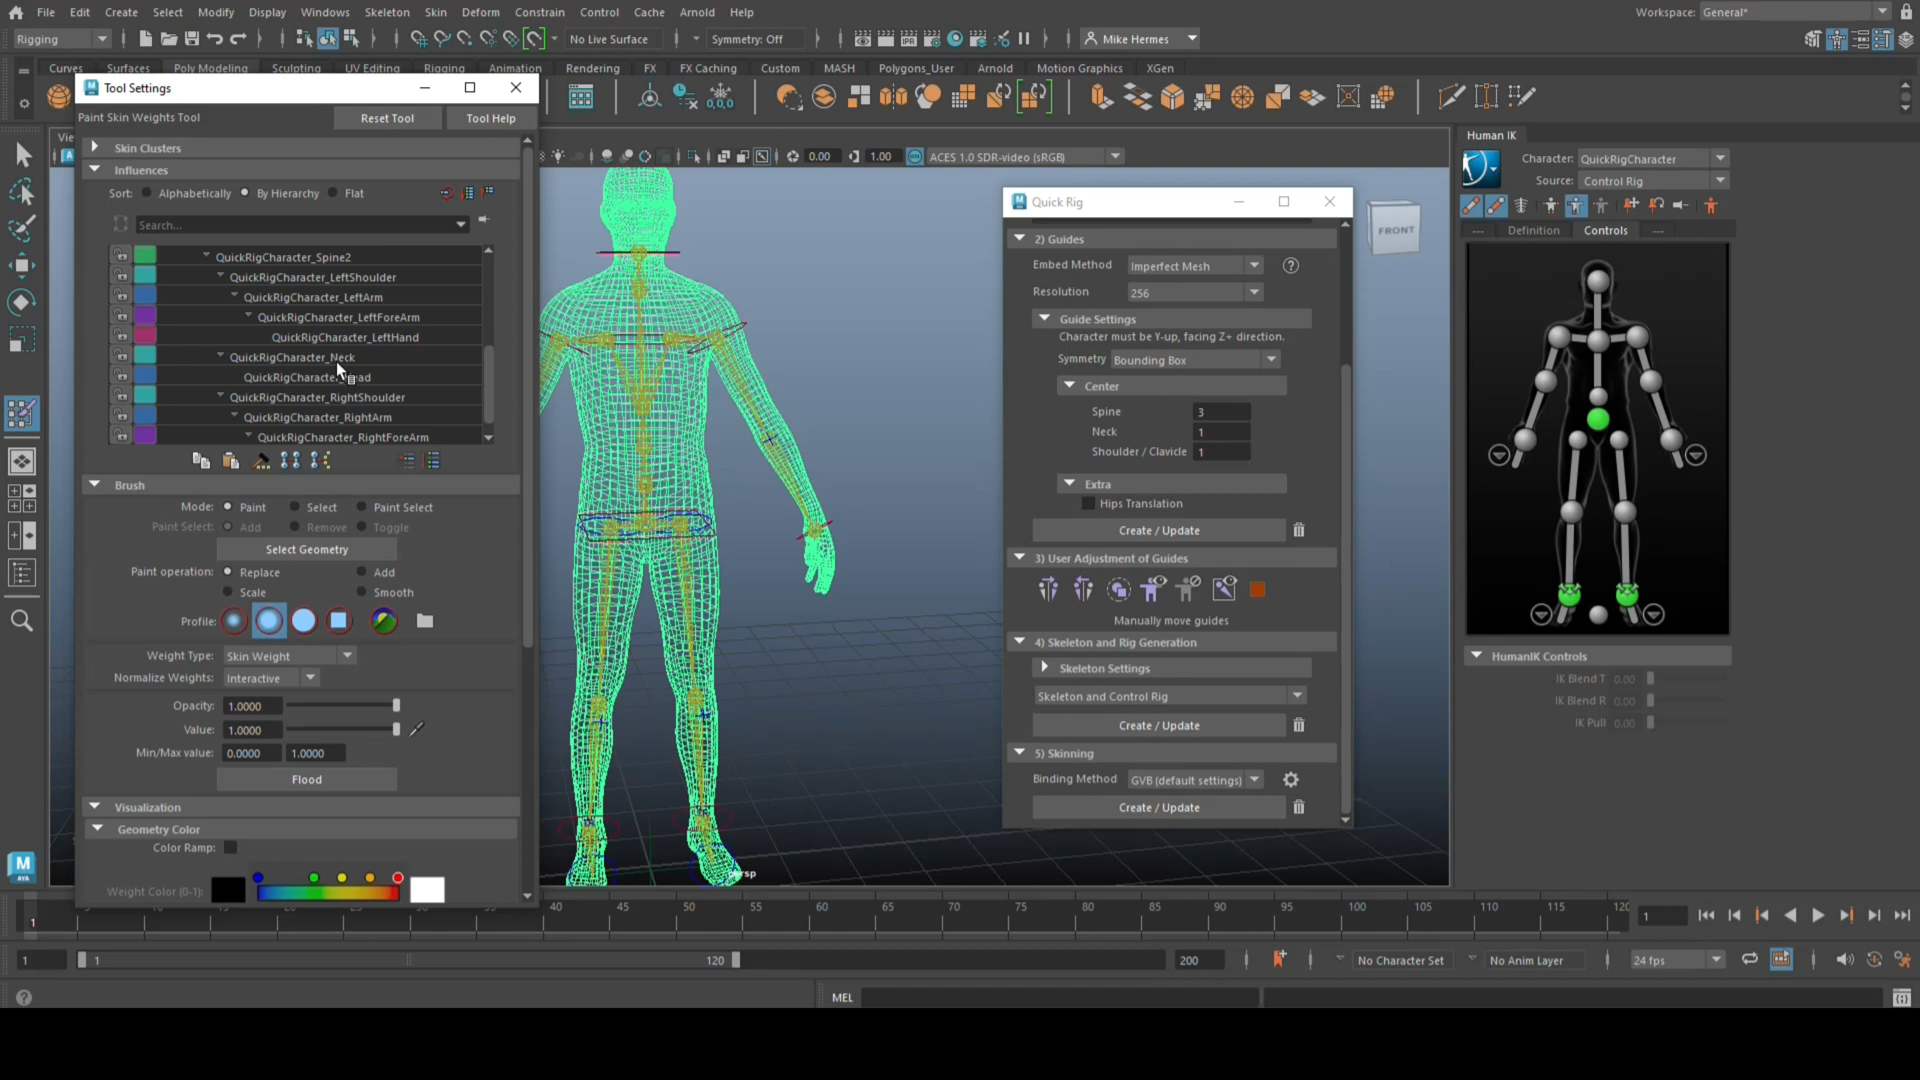 File Edit Create Select Modify Display Windows Skeleton Skin Deform Constrain Control Cache Arnold Help
Workspace: General*
Rigging
No Live Surface
Symmetry: Off
Mike Hermes
Curves Surfaces Poly Modeling Sculpting UV Editing Rigging Animation Rendering FX FX Caching Custom MASH Polygons_User Arnold Motion Graphics XGen
Tool Settings
Paint Skin Weights Tool
Reset Tool
Tool Help
Skin Clusters
Influences
Sort: Alphabetically By Hierarchy Flat
Search...
QuickRigCharacter_Spine2
QuickRigCharacter_LeftShoulder
QuickRigCharacter_LeftArm
QuickRigCharacter_LeftForeArm
QuickRigCharacter_LeftHand
QuickRigCharacter_Neck
QuickRigCharacter_Head
QuickRigCharacter_RightShoulder
QuickRigCharacter_RightArm
QuickRigCharacter_RightForeArm
Brush
Mode: Paint Select Paint Select
Paint Select: Add Remove Toggle
Select Geometry
Paint operation: Replace Add
Scale Smooth
Profile:
Weight Type: Skin Weight
Normalize Weights: Interactive
Opacity: 1.0000
Value: 1.0000
Min/Max value: 0.0000 1.0000
Flood
Visualization
Geometry Color
Color Ramp:
Weight Color (0-1):
0.00 1.00 ACES 1.0 SDR-video (sRGB)
FRONT
persp
Quick Rig
2) Guides
Embed Method Imperfect Mesh
Resolution 256
Guide Settings
Character must be Y-up, facing Z+ direction.
Symmetry Bounding Box
Center
Spine 3
Neck 1
Shoulder / Clavicle 1
Extra
Hips Translation
Create / Update
3) User Adjustment of Guides
Manually move guides
4) Skeleton and Rig Generation
Skeleton Settings
Skeleton and Control Rig
Create / Update
5) Skinning
Binding Method GVB (default settings)
Create / Update
Human IK
Character: QuickRigCharacter
Source: Control Rig
--- Definition Controls ---
HumanIK Controls
IK Blend T 0.00
IK Blend R 0.00
IK Pull 0.00
1 40 45 50 55 60 65 70 75 80 85 90 95 100 105 110 115 120
1
1 1 120 200 No Character Set No Anim Layer 24 fps
MEL